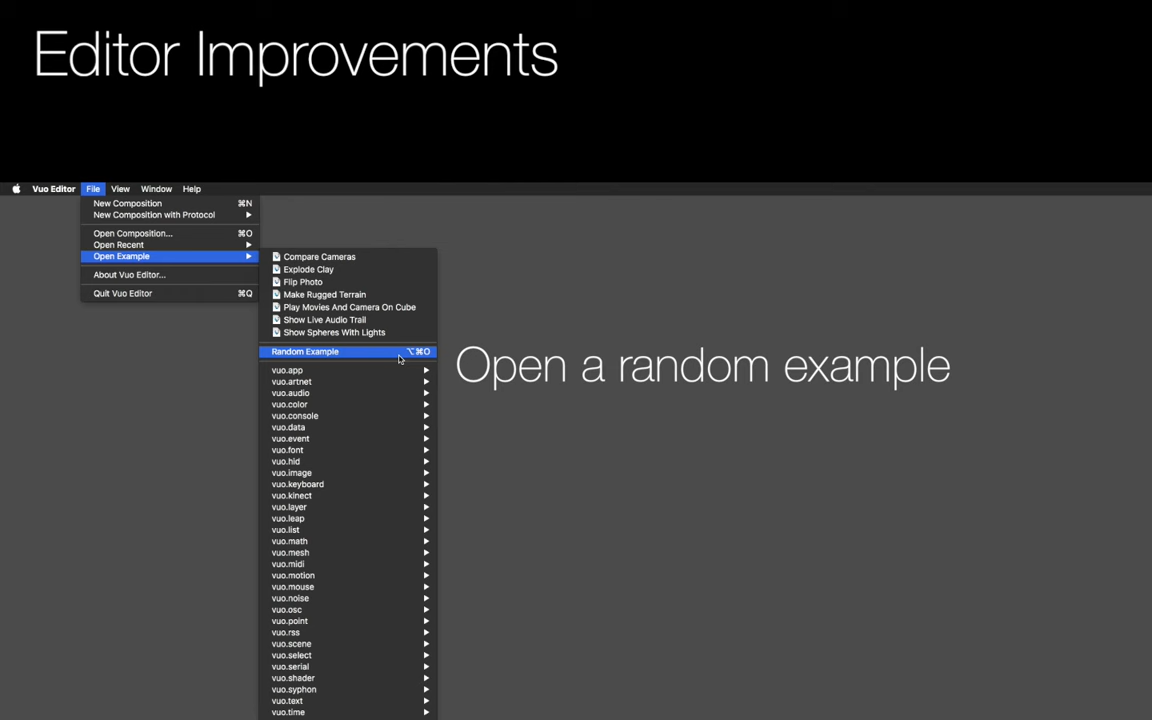 Editor Improvements
Vuo Editor File View Window Help
New Composition ⌘N
New Composition with Protocol
Open Composition... ⌘O
Open Recent
Open Example
About Vuo Editor...
Quit Vuo Editor ⌘Q
Compare Cameras
Explode Clay
Flip Photo
Make Rugged Terrain
Play Movies And Camera On Cube
Show Live Audio Trail
Show Spheres With Lights
Random Example ⌥⌘O
Open a random example
vuo.app
vuo.artnet
vuo.audio
vuo.color
vuo.console
vuo.data
vuo.event
vuo.font
vuo.hid
vuo.image
vuo.keyboard
vuo.kinect
vuo.layer
vuo.leap
vuo.list
vuo.math
vuo.mesh
vuo.midi
vuo.motion
vuo.mouse
vuo.noise
vuo.osc
vuo.point
vuo.rss
vuo.scene
vuo.select
vuo.serial
vuo.shader
vuo.syphon
vuo.text
vuo.time